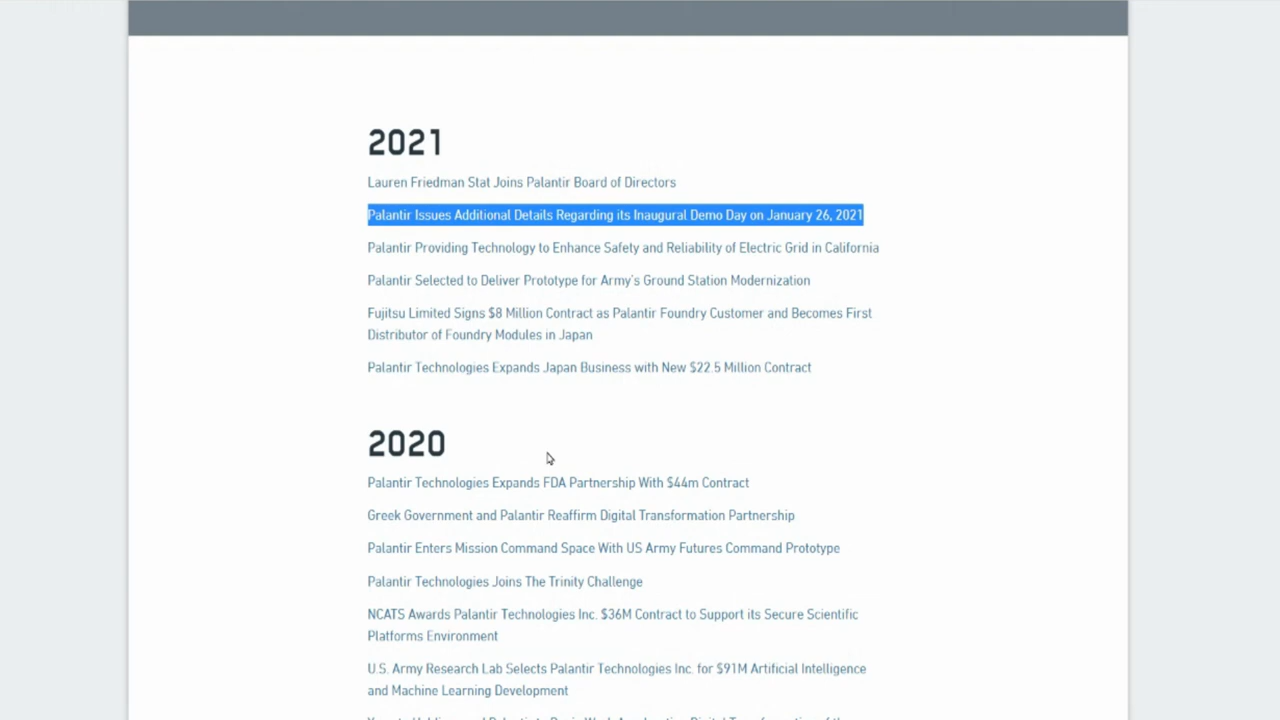 2021
Lauren Friedman Stat Joins Palantir Board of Directors
Palantir Issues Additional Details Regarding its Inaugural Demo Day on January 26, 2021
Palantir Providing Technology to Enhance Safety and Reliability of Electric Grid in California
Palantir Selected to Deliver Prototype for Army's Ground Station Modernization
Fujitsu Limited Signs $8 Million Contract as Palantir Foundry Customer and Becomes First
Distributor of Foundry Modules in Japan
Palantir Technologies Expands Japan Business with New $22.5 Million Contract
2020
Palantir Technologies Expands FDA Partnership With $44m Contract
Greek Government and Palantir Reaffirm Digital Transformation Partnership
Palantir Enters Mission Command Space With US Army Futures Command Prototype
Palantir Technologies Joins The Trinity Challenge
NCATS Awards Palantir Technologies Inc. $36M Contract to Support its Secure Scientific
Platforms Environment
U.S. Army Research Lab Selects Palantir Technologies Inc. for $91M Artificial Intelligence
and Machine Learning Development